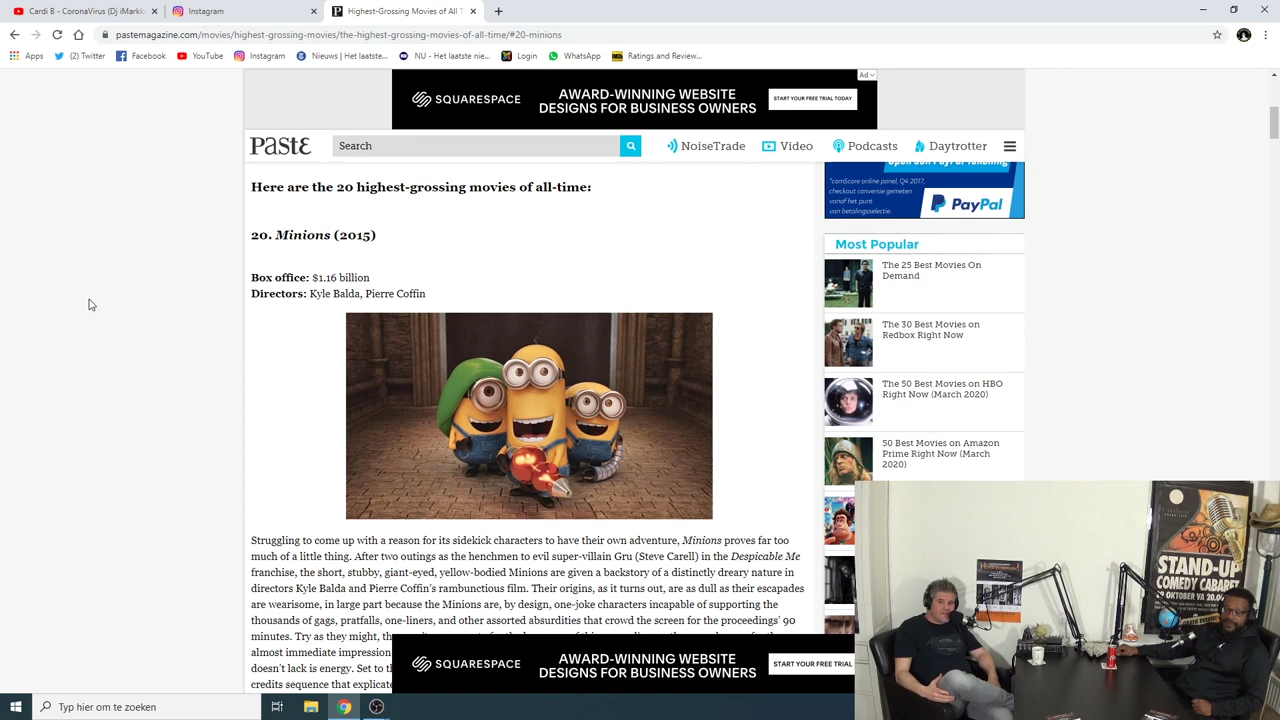 Cardi B - CoronaVirus (Dj iMarkk
Instagram
Highest-Grossing Movies of All T
pastemagazine.com/movies/highest-grossing-movies/the-highest-grossing-movies-of-all-time/#20-minions
Apps
(2) Twitter
Facebook
YouTube
Instagram
Nieuws | Het laatste...
NU - Het laatste nie...
Login
WhatsApp
Ratings and Review...
Ad
SQUARESPACE
AWARD-WINNING WEBSITE
DESIGNS FOR BUSINESS OWNERS
START YOUR FREE TRIAL TODAY
Paste
Search
NoiseTrade
Video
Podcasts
Daytrotter
*comScore online panel, Q4 2017,
checkout conversie gemeten
vanaf het punt
van betalingsselectie.
PayPal
Here are the 20 highest-grossing movies of all-time:
20. Minions (2015)
Box office: $1.16 billion
Directors: Kyle Balda, Pierre Coffin
Most Popular
The 25 Best Movies On
Demand
The 30 Best Movies on
Redbox Right Now
The 50 Best Movies on HBO
Right Now (March 2020)
50 Best Movies on Amazon
Prime Right Now (March
2020)
Struggling to come up with a reason for its sidekick characters to have their own adventure, Minions proves far too
much of a little thing. After two outings as the henchmen to evil super-villain Gru (Steve Carell) in the Despicable Me
franchise, the short, stubby, giant-eyed, yellow-bodied Minions are given a backstory of a distinctly dreary nature in
directors Kyle Balda and Pierre Coffin's rambunctious film. Their origins, as it turns out, are as dull as their escapades
are wearisome, in large part because the Minions are, by design, one-joke characters incapable of supporting the
thousands of gags, pratfalls, one-liners, and other assorted absurdities that crowd the screen for the proceedings' 90
minutes. Try as they might, the
almost immediate impression
doesn't lack is energy. Set to th
credits sequence that explicate
SQUARESPACE
AWARD-WINNING WEBSITE
DESIGNS FOR BUSINESS OWNERS
START YOUR FREE TRIAL
STAND-UP
COMEDY CABARET
OKTOBER VA 20.00
Typ hier om te zoeken